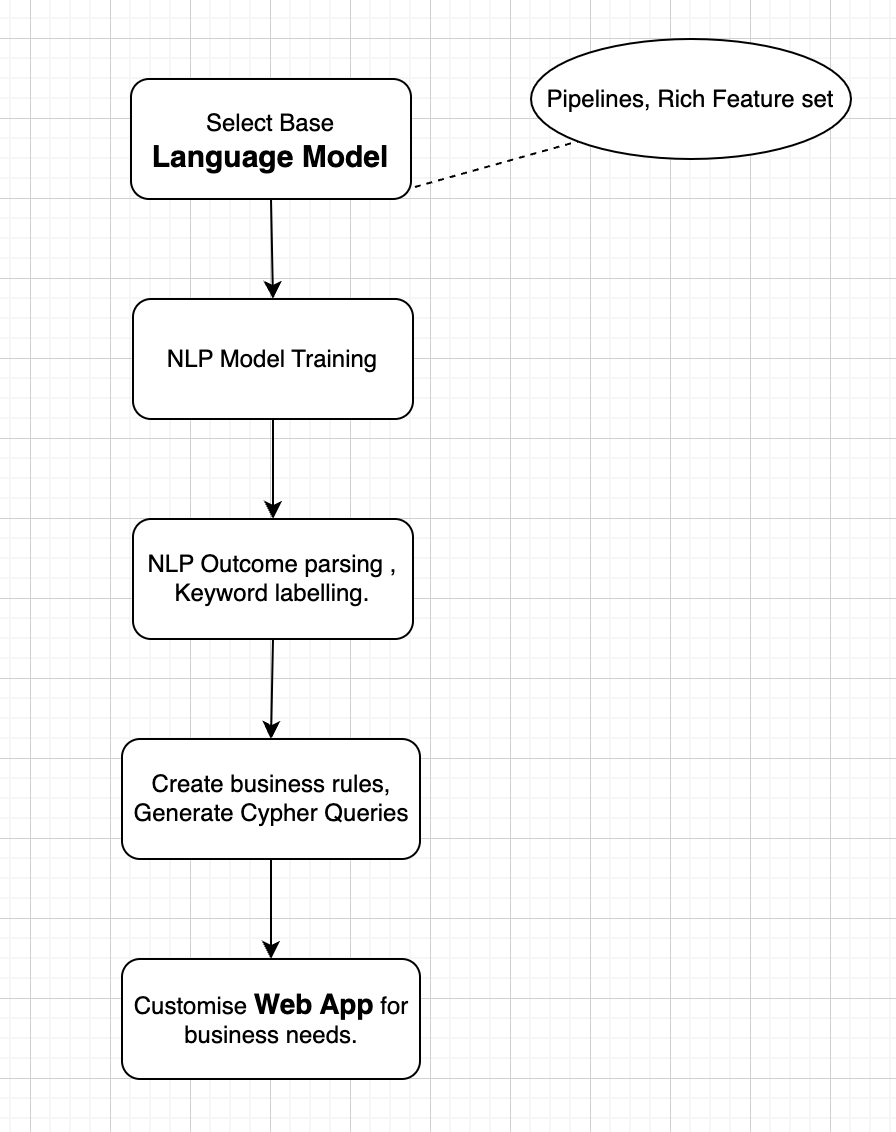 Select Base
Language Model
Pipelines, Rich Feature set
NLP Model Training
NLP Outcome parsing ,
Keyword labelling.
Create business rules,
Generate Cypher Queries
Customise Web App for
business needs.